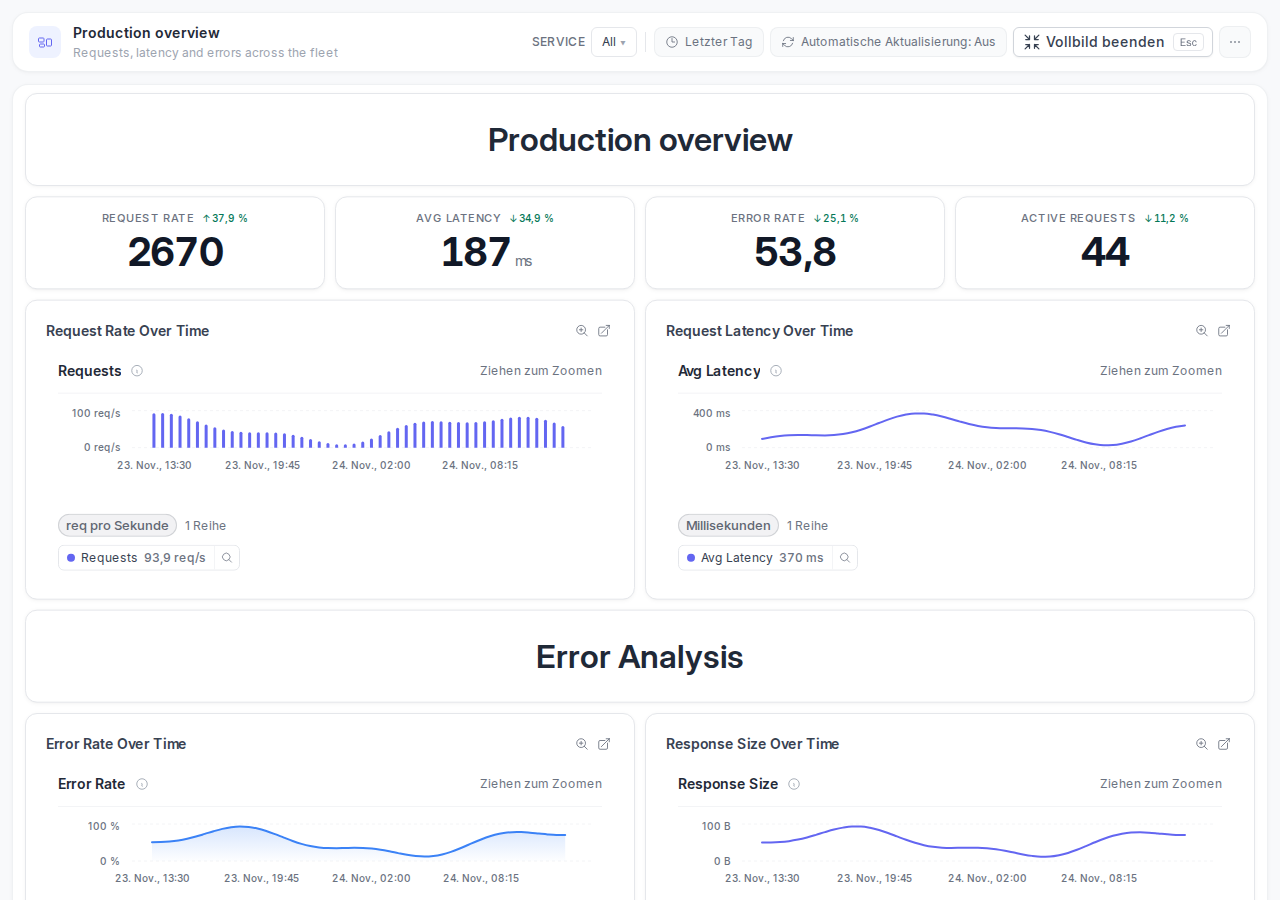 Production overview
Requests, latency and errors across the fleet
SERVICE All Letzter Tag Automatische Aktualisierung: Aus Vollbild beenden Esc
Production overview
REQUEST RATE ↑37,9 %
2670
AVG LATENCY ↓34,9 %
187 ms
ERROR RATE ↓25,1 %
53,8
ACTIVE REQUESTS ↓11,2 %
44
Request Rate Over Time
Requests Ziehen zum Zoomen
100 req/s
0 req/s
23. Nov., 13:30 23. Nov., 19:45 24. Nov., 02:00 24. Nov., 08:15
req pro Sekunde 1 Reihe
Requests 93,9 req/s
Request Latency Over Time
Avg Latency Ziehen zum Zoomen
400 ms
0 ms
23. Nov., 13:30 23. Nov., 19:45 24. Nov., 02:00 24. Nov., 08:15
Millisekunden 1 Reihe
Avg Latency 370 ms
Error Analysis
Error Rate Over Time
Error Rate Ziehen zum Zoomen
100 %
0 %
23. Nov., 13:30 23. Nov., 19:45 24. Nov., 02:00 24. Nov., 08:15
Response Size Over Time
Response Size Ziehen zum Zoomen
100 B
0 B
23. Nov., 13:30 23. Nov., 19:45 24. Nov., 02:00 24. Nov., 08:15